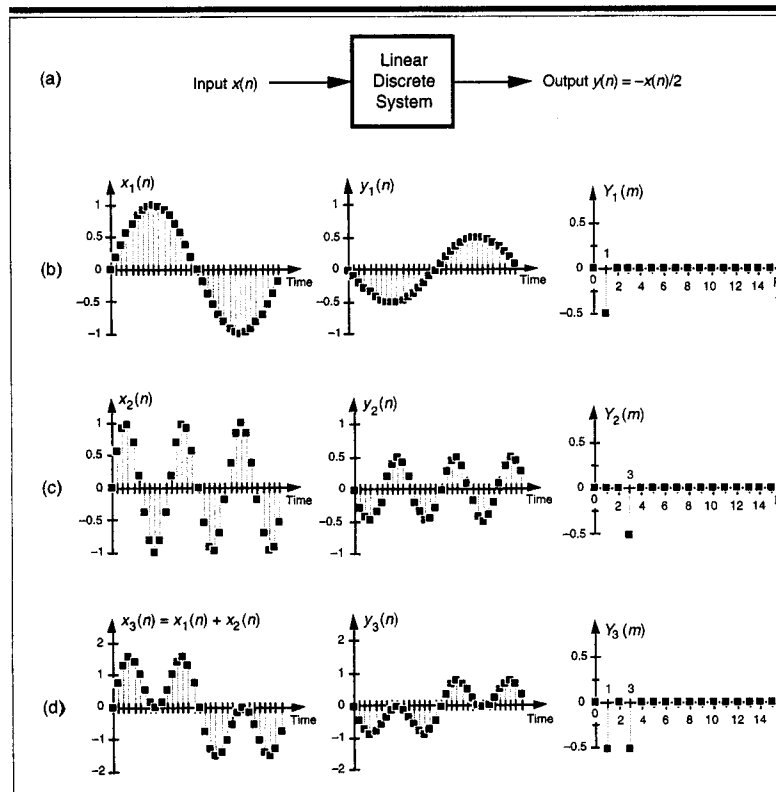 (a)
Input x(n)
Linear
Discrete
System
Output y(n) = –x(n)/2
(b)
x₁(n)
1
0.5
0
–0.5
–1
Time
y₁(n)
1
0.5
0
–0.5
–1
Time
Y₁(m)
0.5
0
–0.5
1
0 2 4 6 8 10 12 14
(c)
x₂(n)
1
0.5
0
–0.5
–1
Time
y₂(n)
1
0.5
0
–0.5
–1
Time
Y₂(m)
0.5
0
–0.5
3
0 2 4 6 8 10 12 14
(d)
x₃(n) = x₁(n) + x₂(n)
2
1
0
–1
–2
Time
y₃(n)
2
1
0
–1
–2
Time
Y₃(m)
0.5
0
–0.5
1 3
0 2 4 6 8 10 12 14